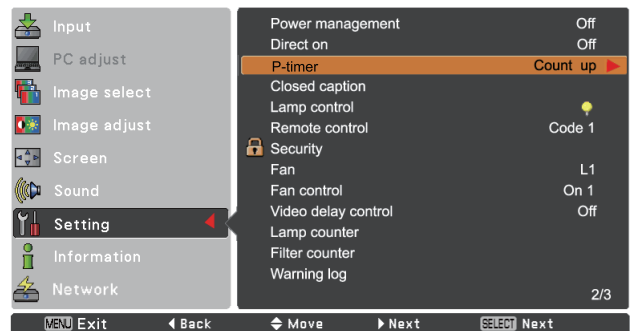 Input
PC adjust
Image select
Image adjust
Screen
Sound
Setting
Information
Network
Power management Off
Direct on Off
P-timer Count up
Closed caption
Lamp control
Remote control Code 1
Security
Fan L1
Fan control On 1
Video delay control Off
Lamp counter
Filter counter
Warning log
2/3
MENU Exit Back Move Next SELECT Next